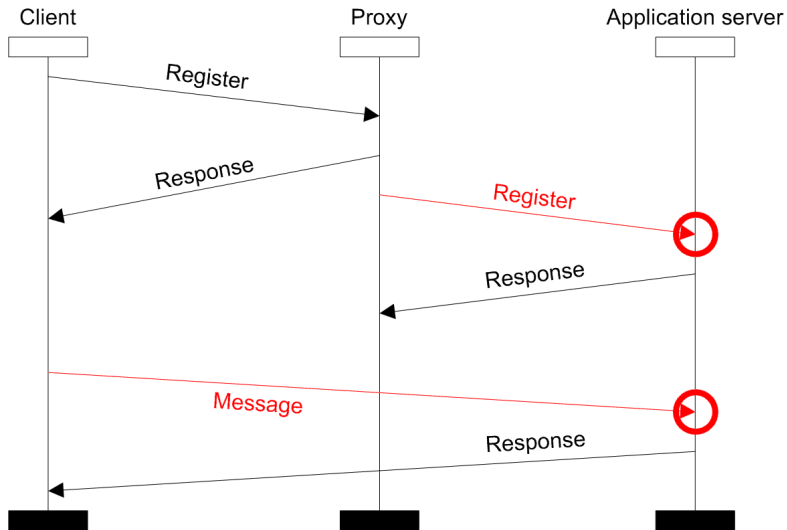 Client
Proxy
Application server
Register
Response
Register
Response
Message
Response